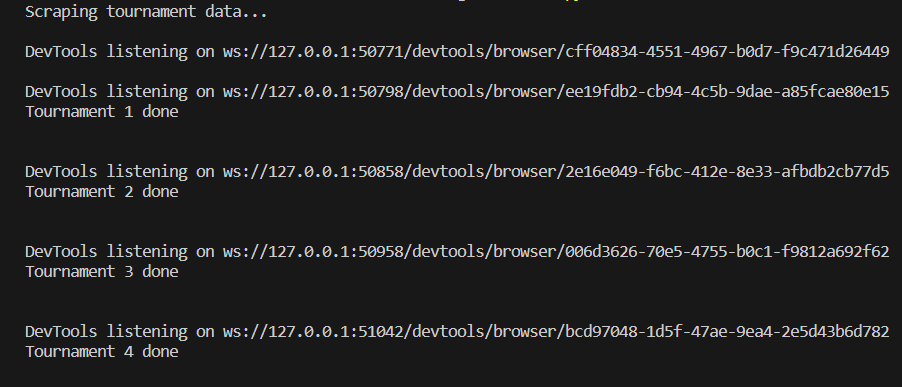 Scraping tournament data...
DevTools listening on ws://127.0.0.1:50771/devtools/browser/cff04834-4551-4967-b0d7-f9c471d26449
DevTools listening on ws://127.0.0.1:50798/devtools/browser/ee19fdb2-cb94-4c5b-9dae-a85fcae80e15
Tournament 1 done
DevTools listening on ws://127.0.0.1:50858/devtools/browser/2e16e049-f6bc-412e-8e33-afbdb2cb77d5
Tournament 2 done
DevTools listening on ws://127.0.0.1:50958/devtools/browser/006d3626-70e5-4755-b0c1-f9812a692f62
Tournament 3 done
DevTools listening on ws://127.0.0.1:51042/devtools/browser/bcd97048-1d5f-47ae-9ea4-2e5d43b6d782
Tournament 4 done